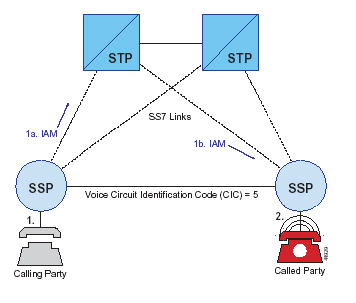 STP
STP
SS7 Links
1a. IAM
1b. IAM
SSP
SSP
Voice Circuit Identification Code (CIC) = 5
1.
2.
Calling Party
Called Party